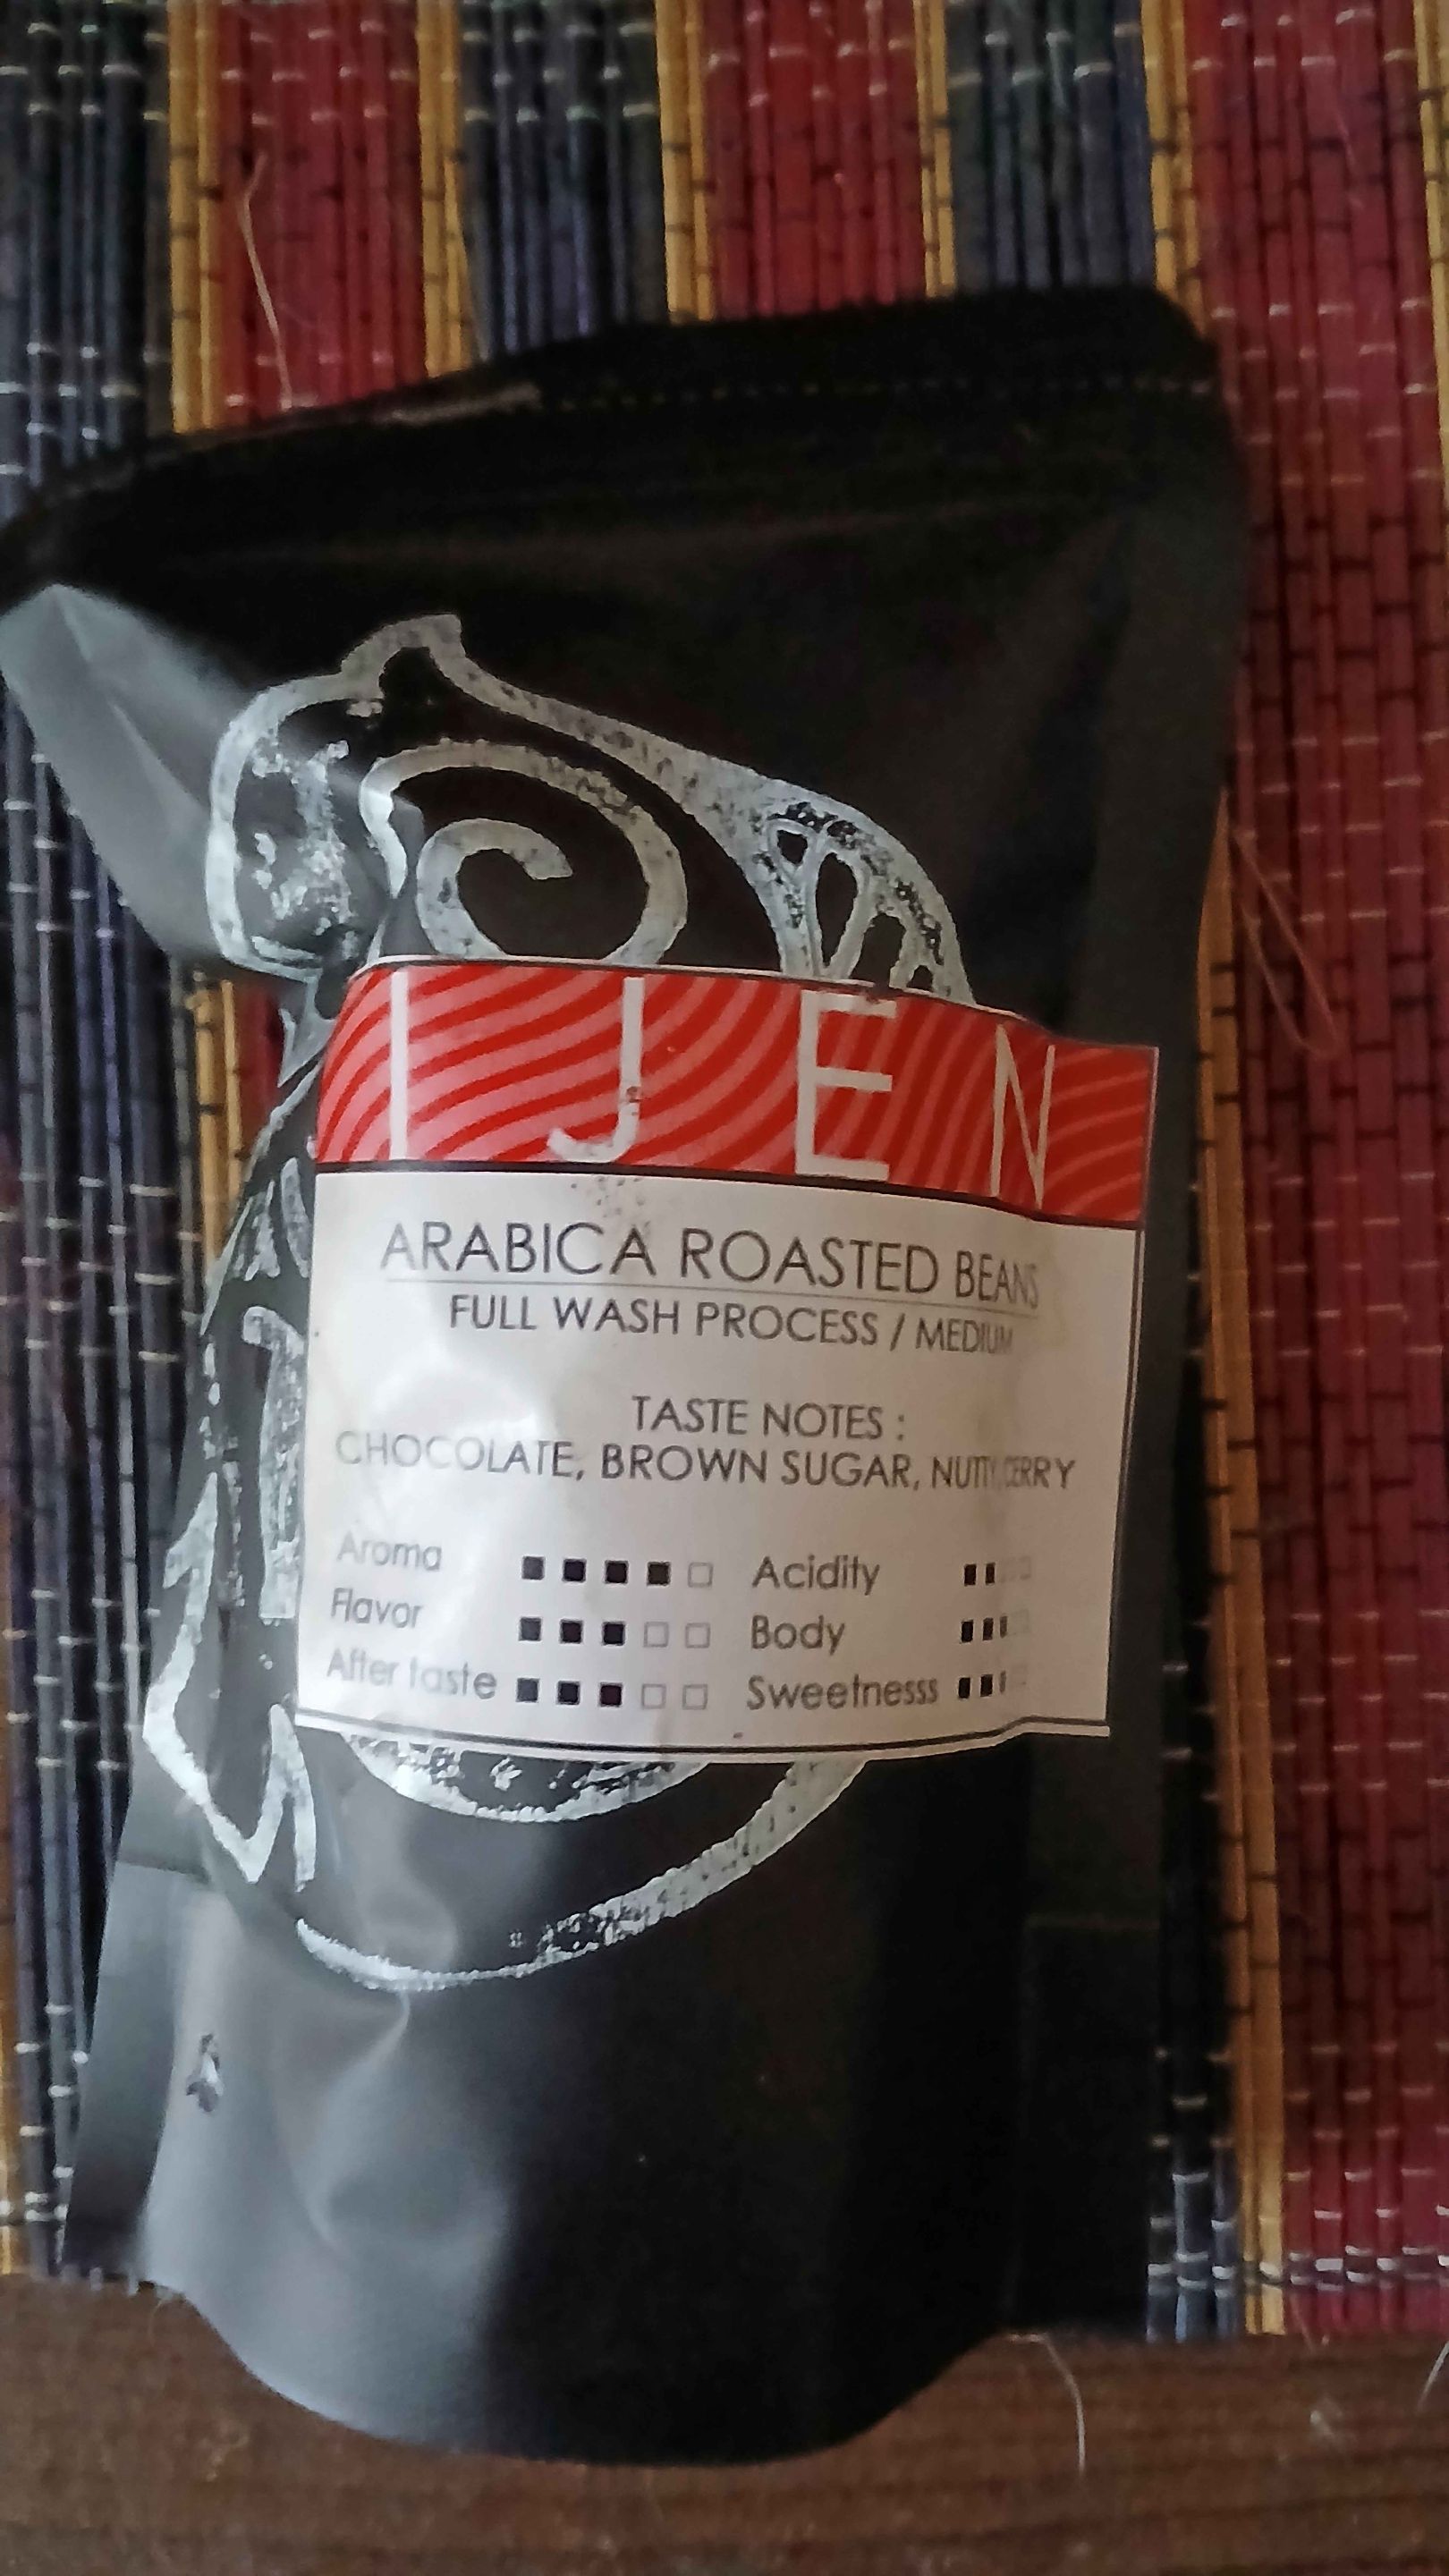 IJEN
ARABICA ROASTED BEANS
FULL WASH PROCESS / MEDIUM
TASTE NOTES :
CHOCOLATE, BROWN SUGAR, NUTTY
Aroma Acidity
Flavor Body
After taste Sweetnesss